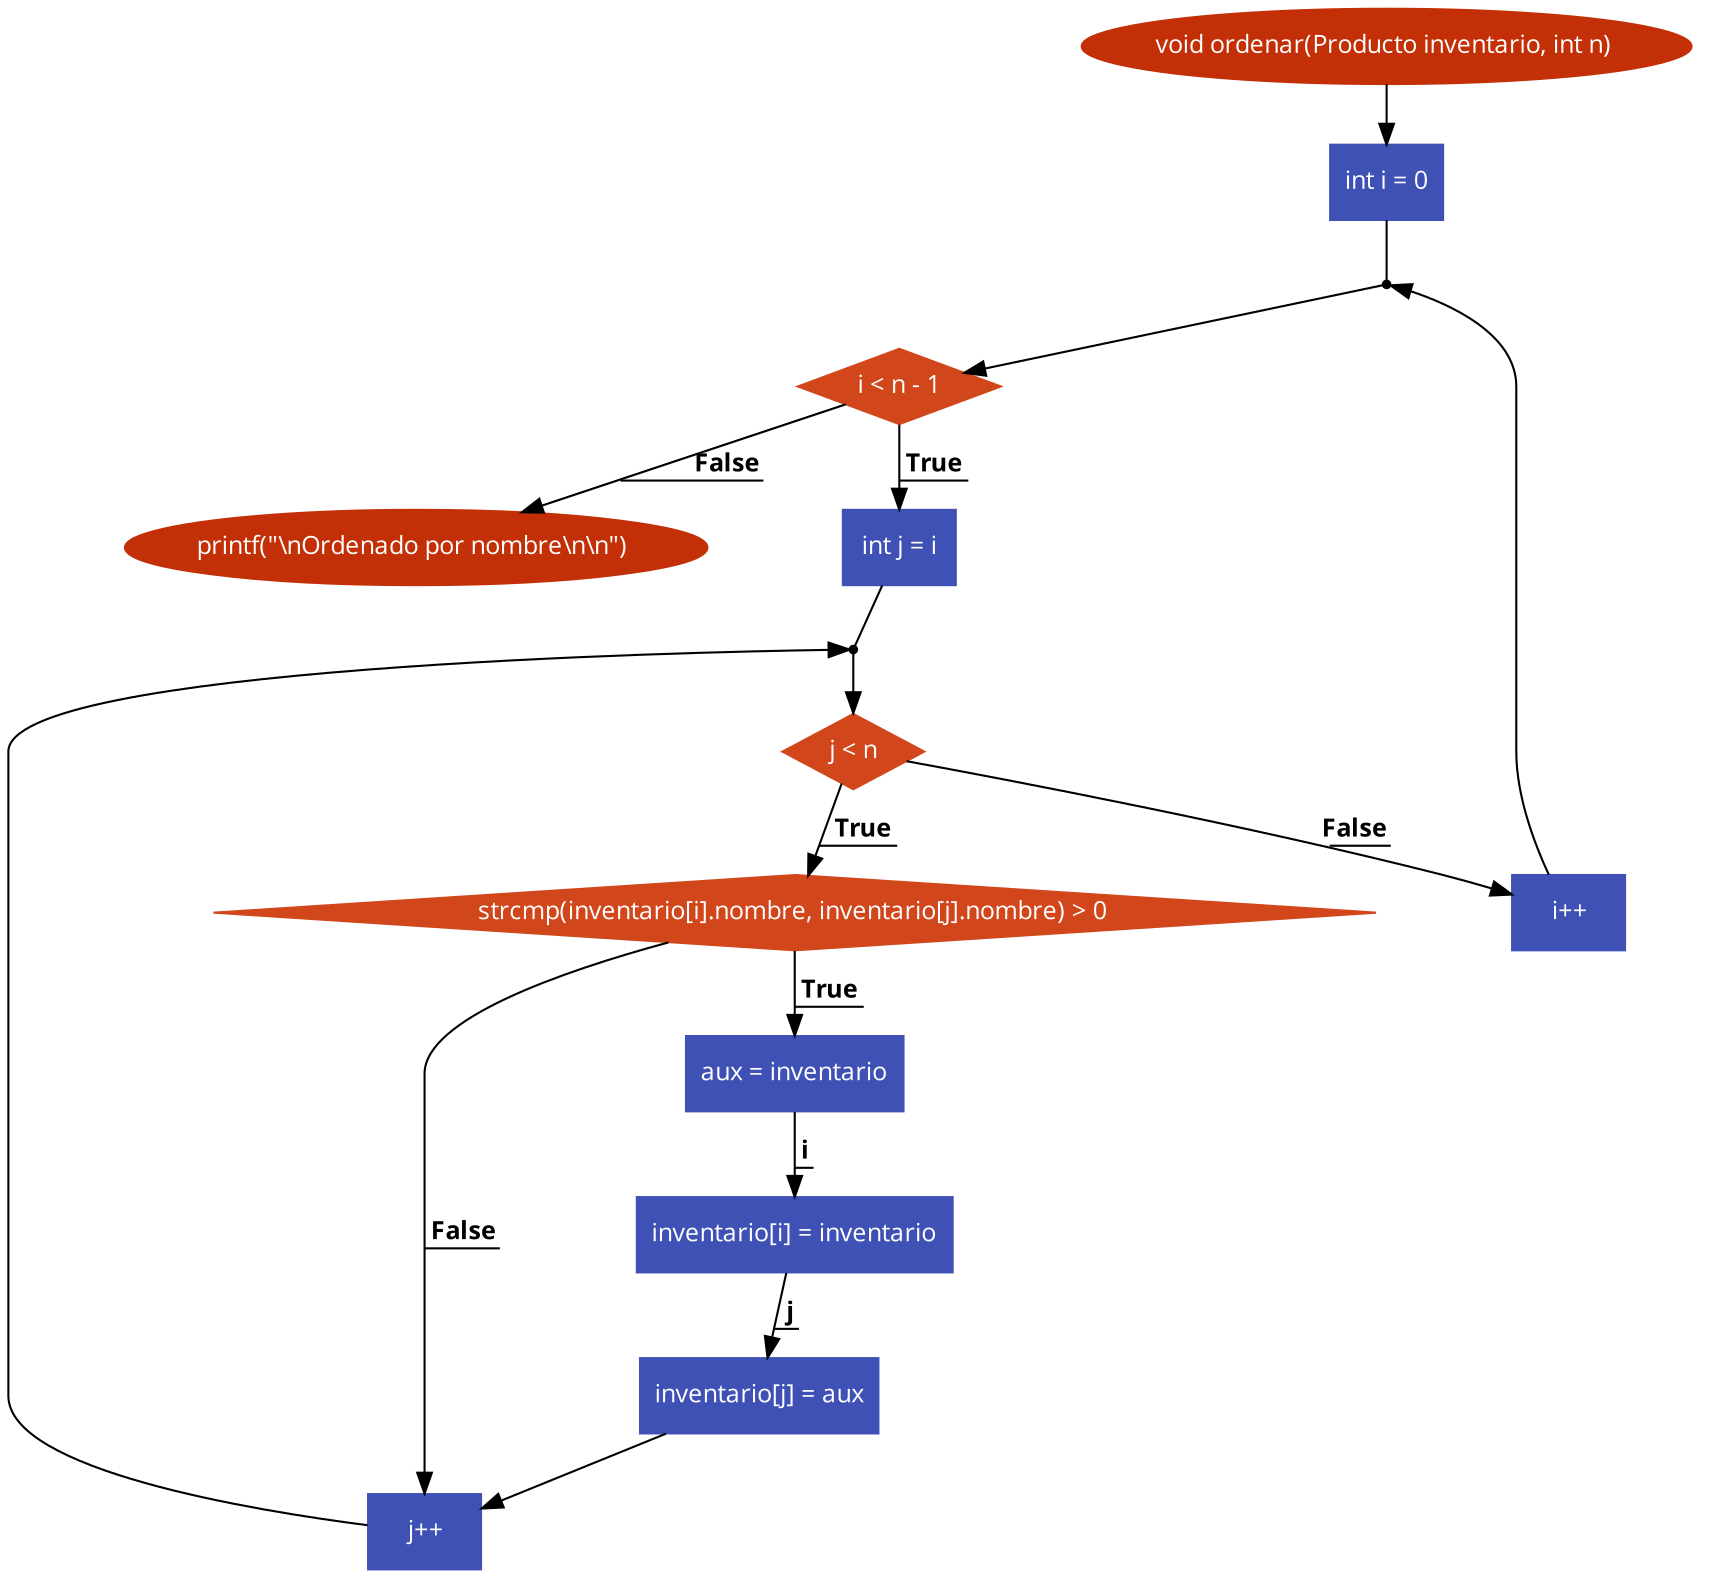 void ordenar(Producto inventario, int n)
int i = 0
i < n - 1
False
True
printf("\nOrdenado por nombre\n\n")
int j = i
j < n
True
False
strcmp(inventario[i].nombre, inventario[j].nombre) > 0
i++
True
aux = inventario
i
False
inventario[i] = inventario
j
inventario[j] = aux
j++